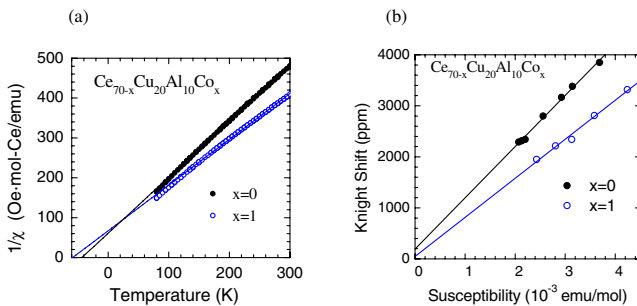 (a)
Ce70-xCu20Al10Cox
1/χ (Oe·mol-Ce/emu)
500
400
300
200
100
0
x=0
x=1
0
100
200
300
Temperature (K)
(b)
Ce70-xCu20Al10Cox
Knight Shift (ppm)
4000
3000
2000
1000
0
x=0
x=1
0
1
2
3
4
Susceptibility (10⁻³ emu/mol)